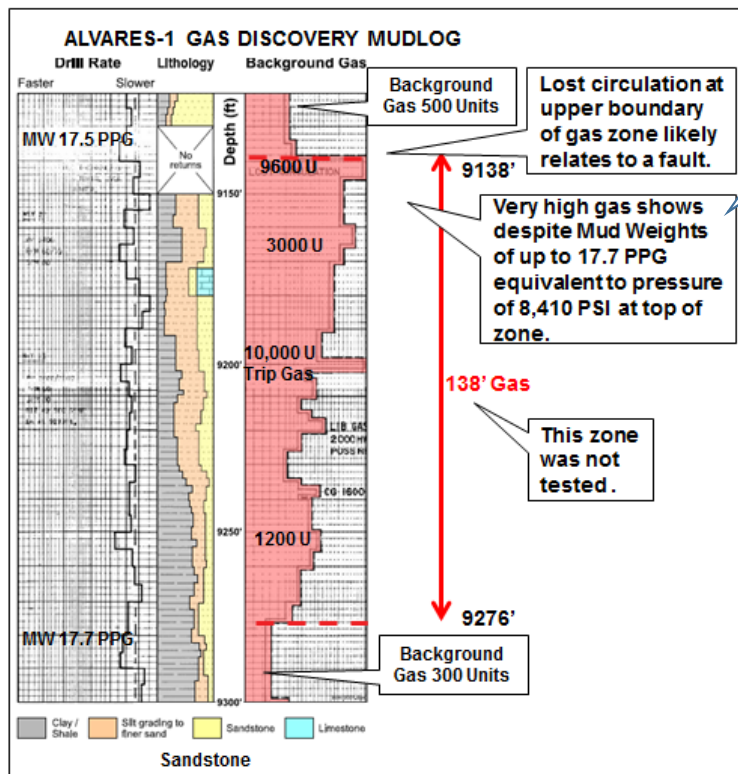 ALVARES-1 GAS DISCOVERY MUDLOG
Drill Rate
Lithology
Background Gas
Faster
Slower
Depth (ft)
Background
Gas 500 Units
Lost circulation at
upper boundary
of gas zone likely
relates to a fault.
MW 17.5 PPG
No
returns
9600 U
9138'
9150'
Very high gas shows
despite Mud Weights
of up to 17.7 PPG
equivalent to pressure
of 8,410 PSI at top of
zone.
3000 U
9200'
10,000 U
Trip Gas
138' Gas
LIB GAS
This zone
was not
tested .
9250'
1200 U
9276'
MW 17.7 PPG
Background
Gas 300 Units
9300'
Clay /
Shale
Silt grading to
finer sand
Sandstone
Limestone
Sandstone